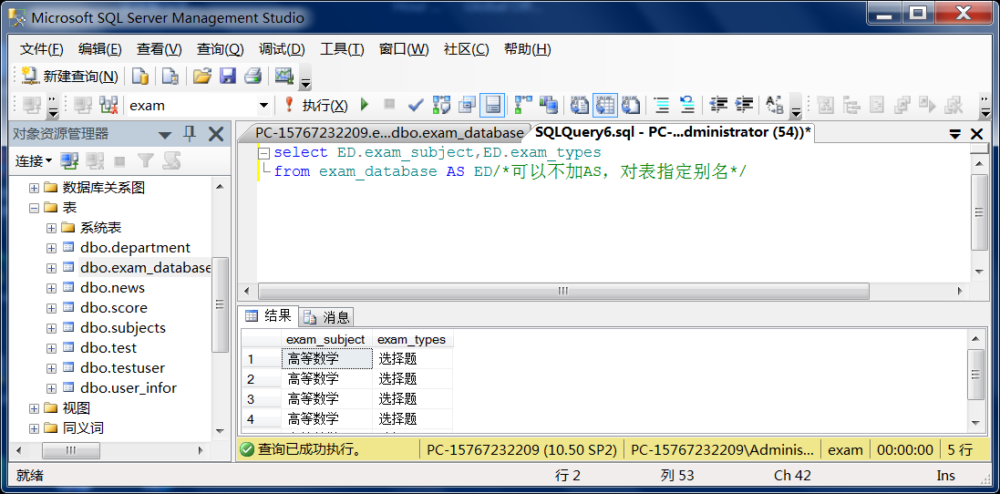 Microsoft SQL Server Management Studio
文件(F) 编辑(E) 查看(V) 查询(Q) 调试(D) 工具(T) 窗口(W) 社区(C) 帮助(H)
新建查询(N)
exam 执行(X)
对象资源管理器
PC-15767232209.e...dbo.exam_database SQLQuery6.sql - PC-...dministrator (54))*
连接
select ED.exam_subject,ED.exam_types
from exam_database AS ED/*可以不加AS，对表指定别名*/
数据库关系图
表
系统表
dbo.department
dbo.exam_database
dbo.news
dbo.score
dbo.subjects
dbo.test
dbo.testuser
dbo.user_infor
视图
同义词
结果 消息
exam_subject exam_types
1 高等数学 选择题
2 高等数学 选择题
3 高等数学 选择题
4 高等数学 选择题
查询已成功执行。 PC-15767232209 (10.50 SP2) PC-15767232209\Adminis... exam 00:00:00 5 行
就绪 行 2 列 53 Ch 42 Ins